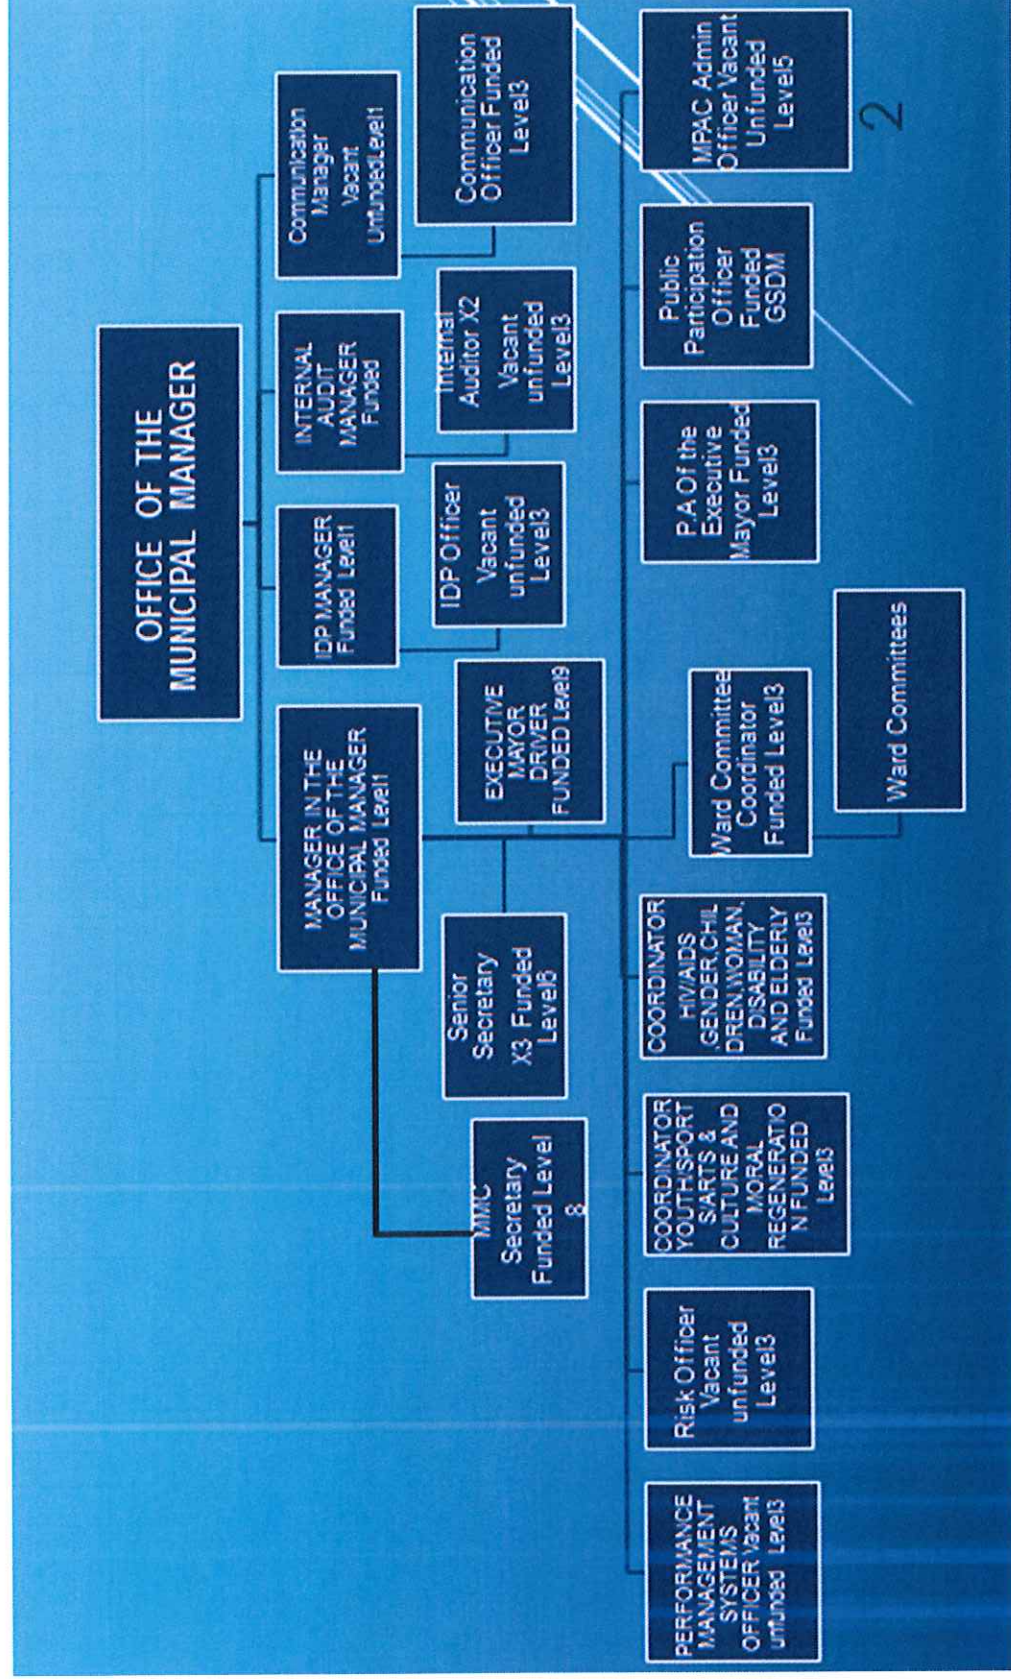 OFFICE OF THE
MUNICIPAL MANAGER
MANAGER IN THE
OFFICE OF THE
MUNICIPAL MANAGER
Funded Level1
IDP MANAGER
Funded Level1
INTERNAL
AUDIT
MANAGER
Funded
Communication
Manager
Vacant
UnfundedLevel1
MMC
Secretary
Funded Level
8
Senior
Secretary
X3 Funded
Level6
EXECUTIVE
MAYOR
DRIVER
FUNDED Level9
IDP Officer
Vacant
unfunded
Level3
Internal
Auditor X2
Vacant
unfunded
Level3
Communication
Officer Funded
Level3
PERFORMANCE
MANAGEMENT
SYSTEMS
OFFICER Vacant
unfunded Level3
Risk Officer
Vacant
unfunded
Level3
COORDINATOR
YOUTH/SPORT
S/ARTS &
CULTURE AND
MORAL
REGENERATIO
N FUNDED
Level3
COORDINATOR
HIV/AIDS
,GENDER,CHIL
DREN,WOMAN,
DISABILITY
AND ELDERLY
Funded Level3
Ward Committee
Coordinator
Funded Level3
P.A Of the
Executive
Mayor Funded
Level3
Public
Participation
Officer
Funded
GSDM
MPAC Admin
Officer Vacant
Unfunded
Level5
Ward Committees
2